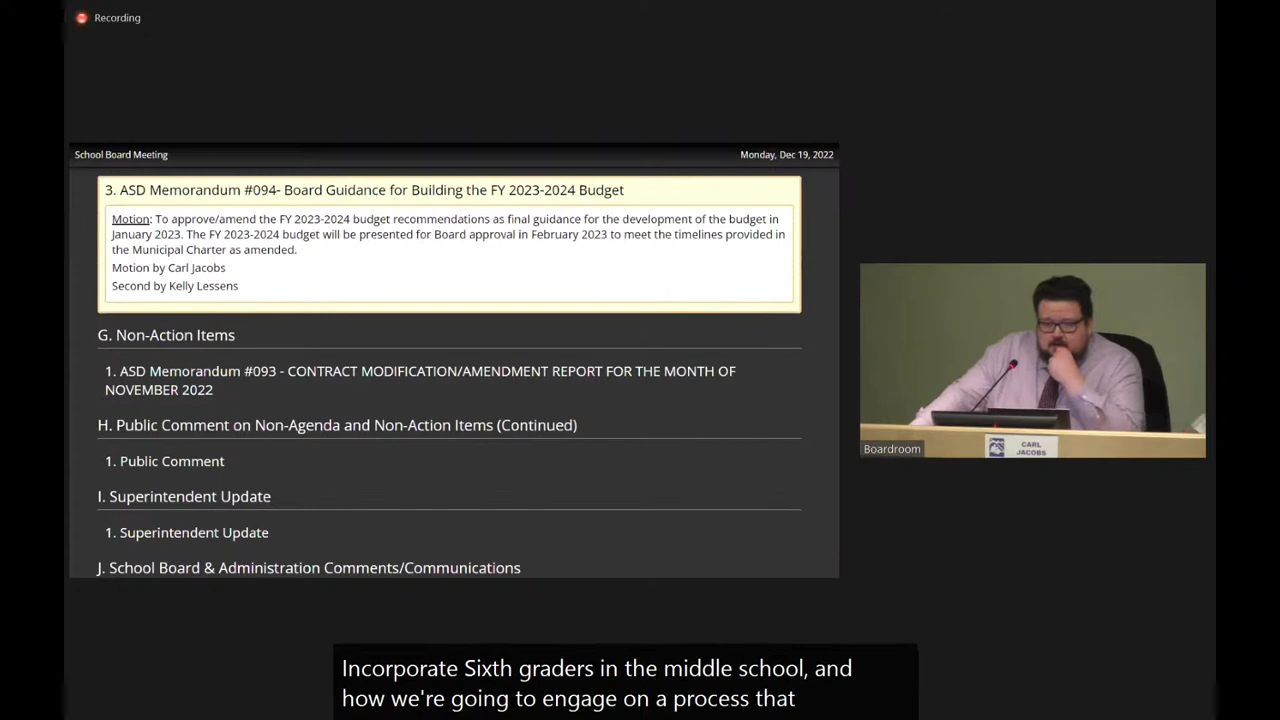 Recording
School Board Meeting
Monday, Dec 19, 2022
3. ASD Memorandum #094- Board Guidance for Building the FY 2023-2024 Budget
Motion: To approve/amend the FY 2023-2024 budget recommendations as final guidance for the development of the budget in
January 2023. The FY 2023-2024 budget will be presented for Board approval in February 2023 to meet the timelines provided in
the Municipal Charter as amended.
Motion by Carl Jacobs
Second by Kelly Lessens
G. Non-Action Items
1. ASD Memorandum #093 - CONTRACT MODIFICATION/AMENDMENT REPORT FOR THE MONTH OF
NOVEMBER 2022
H. Public Comment on Non-Agenda and Non-Action Items (Continued)
1. Public Comment
I. Superintendent Update
1. Superintendent Update
J. School Board & Administration Comments/Communications
Boardroom
CARL
JACOBS
Incorporate Sixth graders in the middle school, and
how we're going to engage on a process that